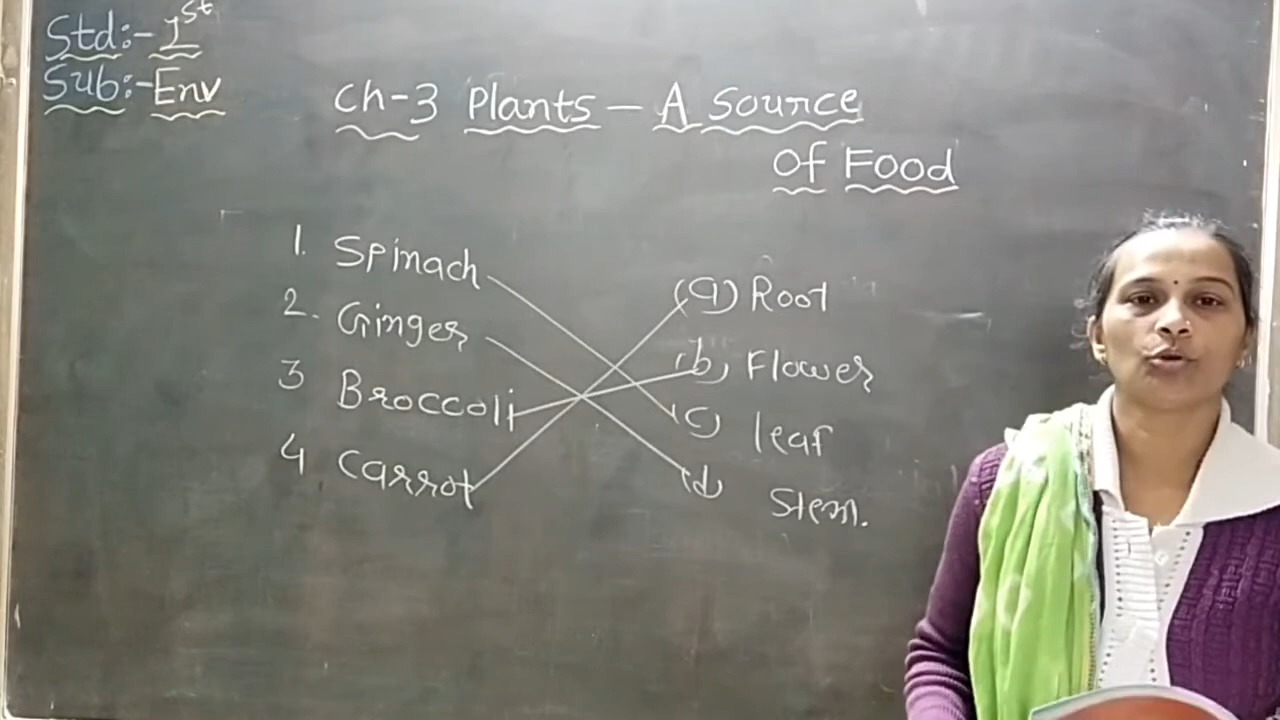 Std:- 1st
Sub:- Env
Ch-3 Plants – A Source
of Food
1. Spinach
2. Ginger
3 Broccoli
4 Carrot
(a) Root
(b) Flower
(c) leaf
(d) Stem.